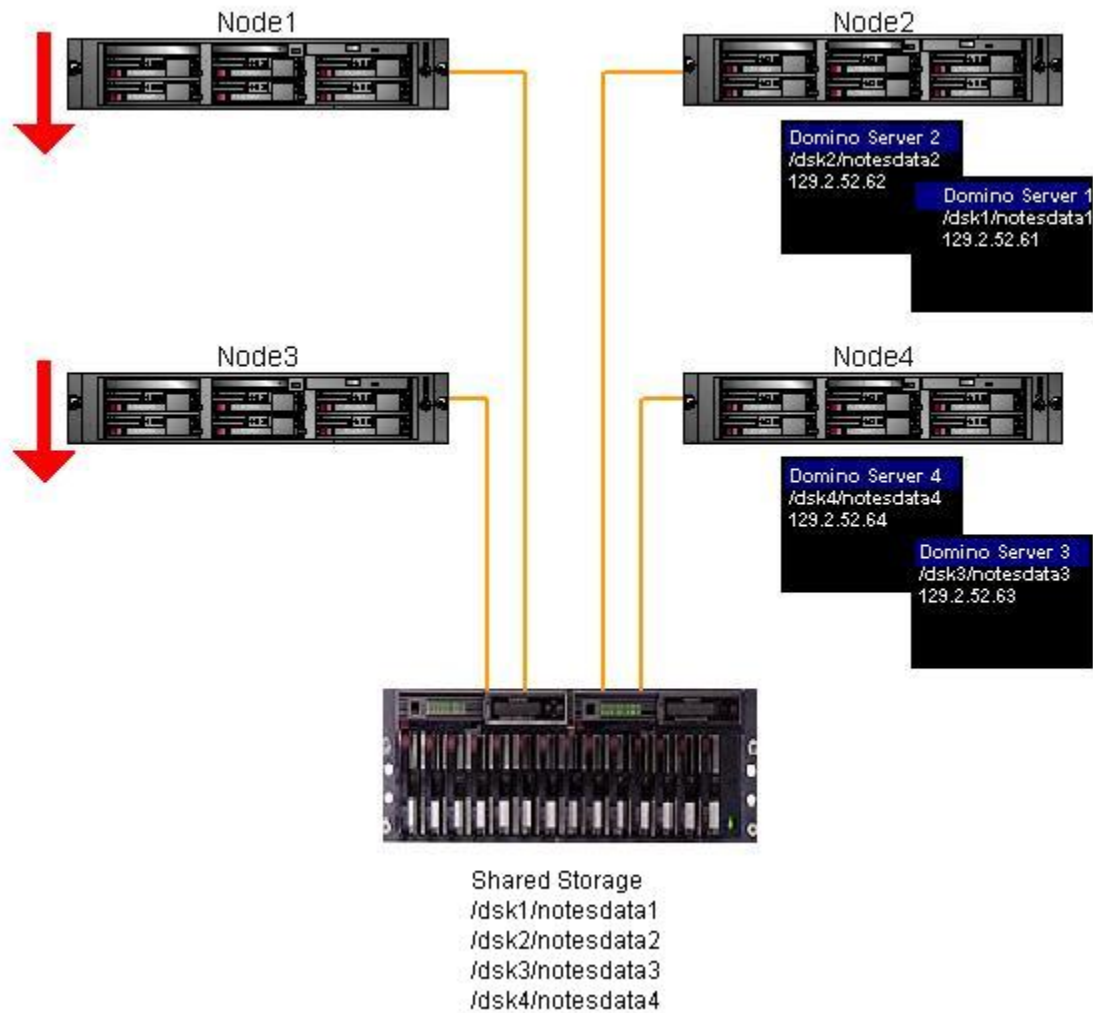 Node1
Node2
Domino Server 2
/dsk2/notesdata2
129.2.52.62
Domino Server 1
/dsk1/notesdata1
129.2.52.61
Node3
Node4
Domino Server 4
/dsk4/notesdata4
129.2.52.64
Domino Server 3
/dsk3/notesdata3
129.2.52.63
Shared Storage
/dsk1/notesdata1
/dsk2/notesdata2
/dsk3/notesdata3
/dsk4/notesdata4